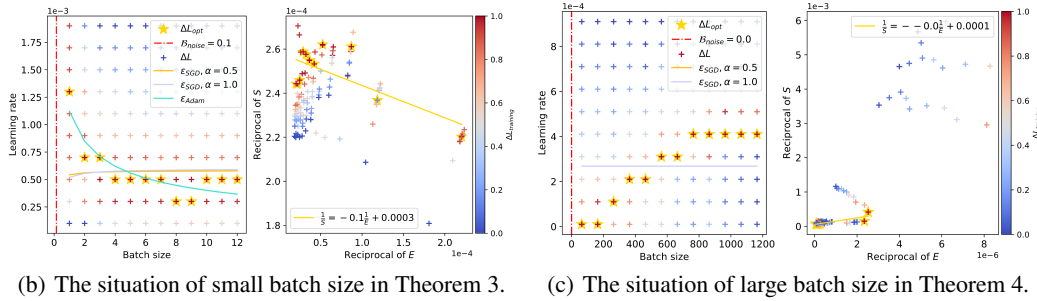 1e−3
1.75
1.50
1.25
1.00
0.75
0.50
0.25
Learning rate
0 2 4 6 8 10 12
Batch size
ΔL_opt
B_noise = 0.1
ΔL
ε_SGD, α = 0.5
ε_SGD, α = 1.0
ε_Adam
1e−4
2.6
2.4
2.2
2.0
1.8
Reciprocal of S
0.5 1.0 1.5 2.0
Reciprocal of E
1e−4
1/S = −0.1 1/E + 0.0003
1.0
0.8
0.6
0.4
0.2
0.0
ΔL_training
(b) The situation of small batch size in Theorem 3.
1e−4
8
6
4
2
0
Learning rate
0 200 400 600 800 1000 1200
Batch size
ΔL_opt
B_noise = 0.0
ΔL
ε_SGD, α = 0.5
ε_SGD, α = 1.0
1e−3
6
5
4
3
2
1
0
Reciprocal of S
0 2 4 6 8
Reciprocal of E
1e−6
1/S = − −0.0 1/E + 0.0001
1.0
0.8
0.6
0.4
0.2
0.0
(c) The situation of large batch size in Theorem 4.